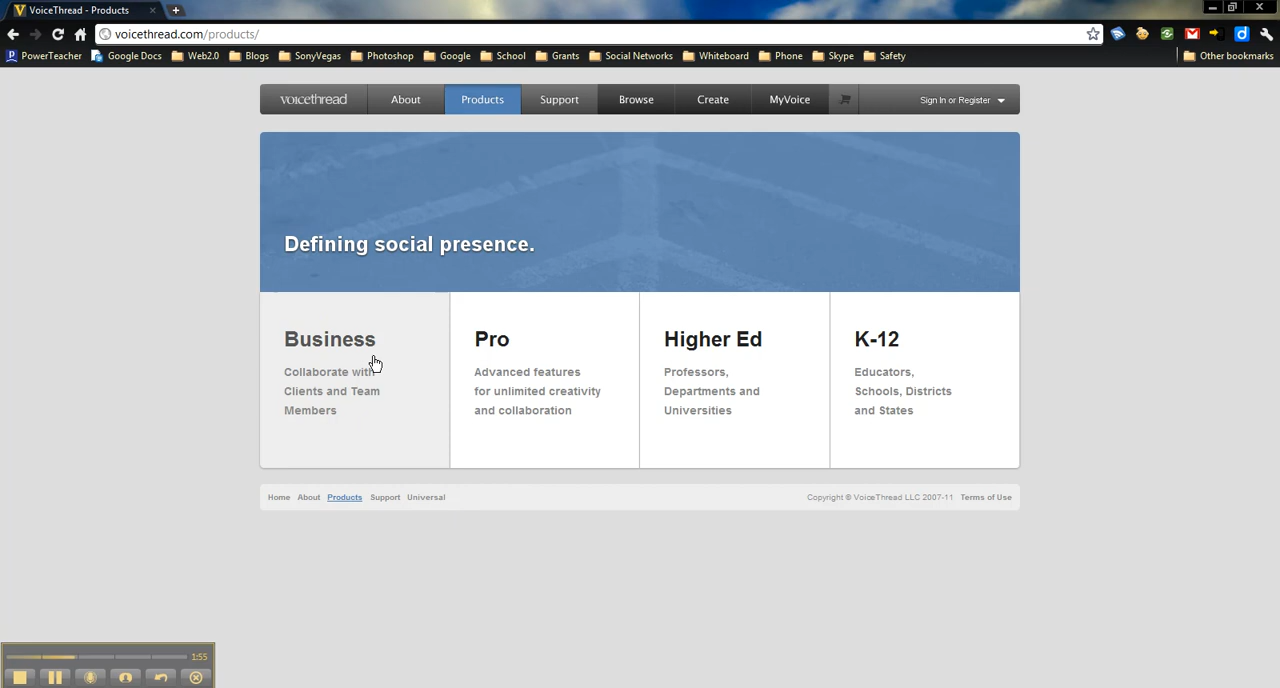 VoiceThread - Products
voicethread.com/products/
PowerTeacher Google Docs Web2.0 Blogs SonyVegas Photoshop Google School Grants Social Networks Whiteboard Phone Skype Safety Other bookmarks
voicethread About Products Support Browse Create MyVoice Sign In or Register
Defining social presence.
Business
Collaborate with
Clients and Team
Members
Pro
Advanced features
for unlimited creativity
and collaboration
Higher Ed
Professors,
Departments and
Universities
K-12
Educators,
Schools, Districts
and States
Home About Products Support Universal Copyright © VoiceThread LLC 2007-11 Terms of Use
1:55